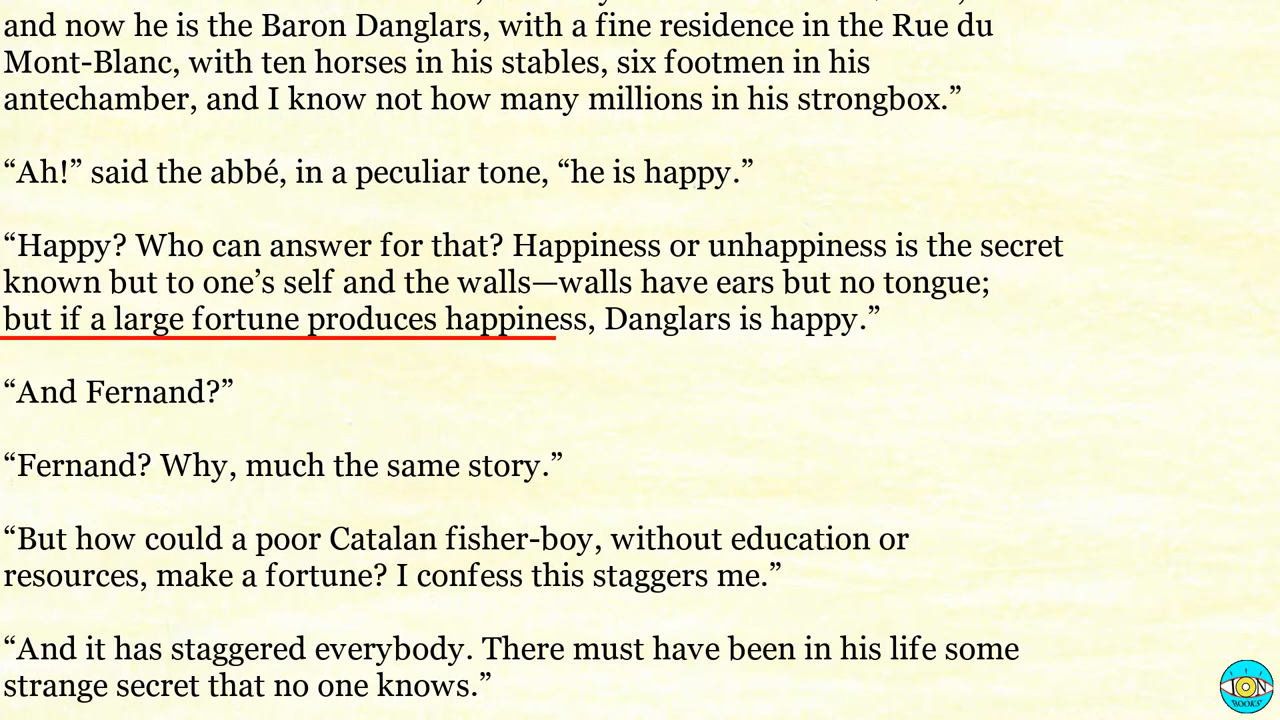 and now he is the Baron Danglars, with a fine residence in the Rue du
Mont-Blanc, with ten horses in his stables, six footmen in his
antechamber, and I know not how many millions in his strongbox.”
“Ah!” said the abbé, in a peculiar tone, “he is happy.”
“Happy? Who can answer for that? Happiness or unhappiness is the secret
known but to one’s self and the walls—walls have ears but no tongue;
but if a large fortune produces happiness, Danglars is happy.”
“And Fernand?”
“Fernand? Why, much the same story.”
“But how could a poor Catalan fisher-boy, without education or
resources, make a fortune? I confess this staggers me.”
“And it has staggered everybody. There must have been in his life some
strange secret that no one knows.”
ION
BOOKS